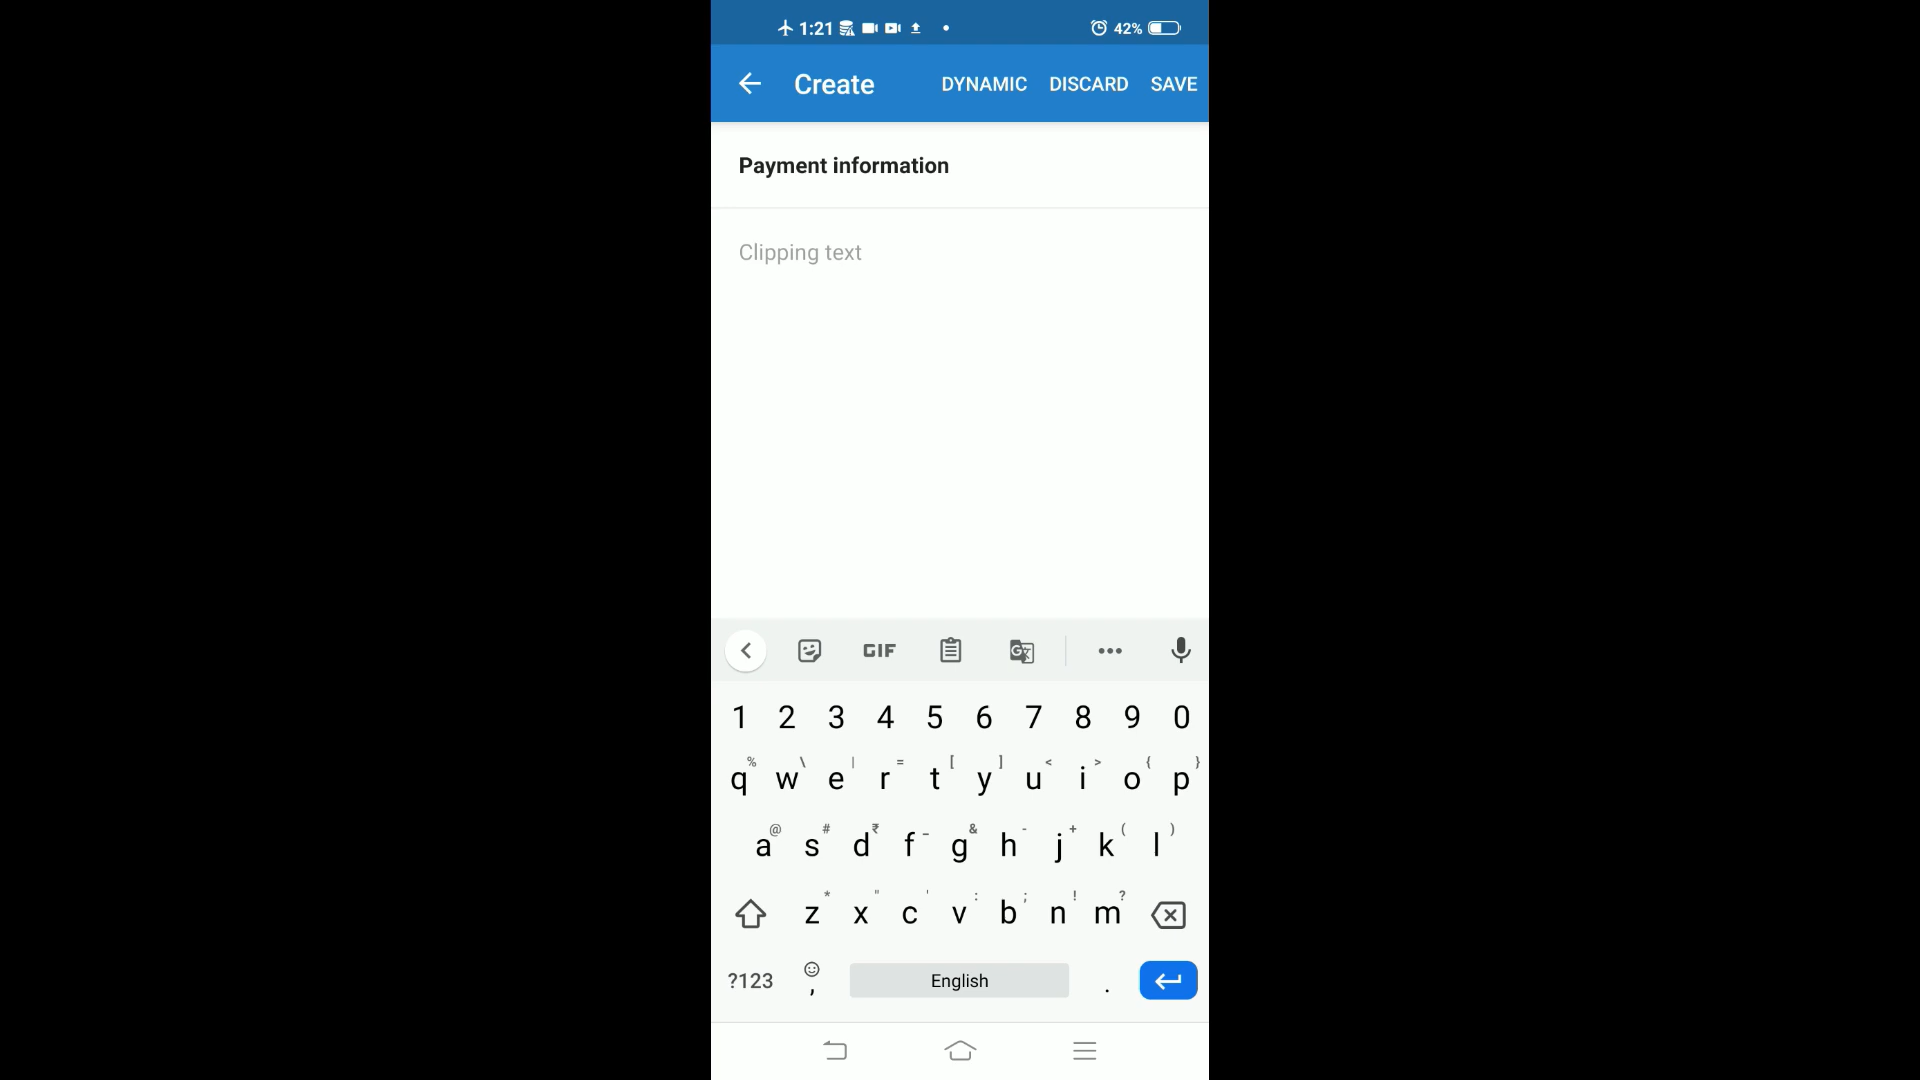 1:21 42%
Create DYNAMIC DISCARD SAVE
Payment information
Clipping text
GIF G
1 2 3 4 5 6 7 8 9 0
% \ | = [ ] < > { }
q w e r t y u i o p
@ # ₹ _ & - + ( )
a s d f g h j k l
* " ' : ; ! ?
z x c v b n m
?123 , English .